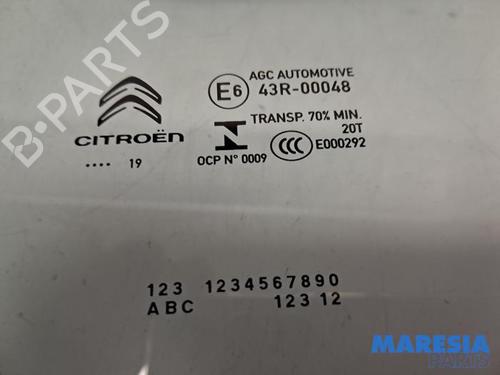 B-PARTS
CITROËN
.... 19
E6
AGC AUTOMOTIVE
43R-00048
TRANSP. 70% MIN.
20T
OCP N° 0009
CCC
E000292
123 1234567890
ABC 123 12
MARESIA
PARTS